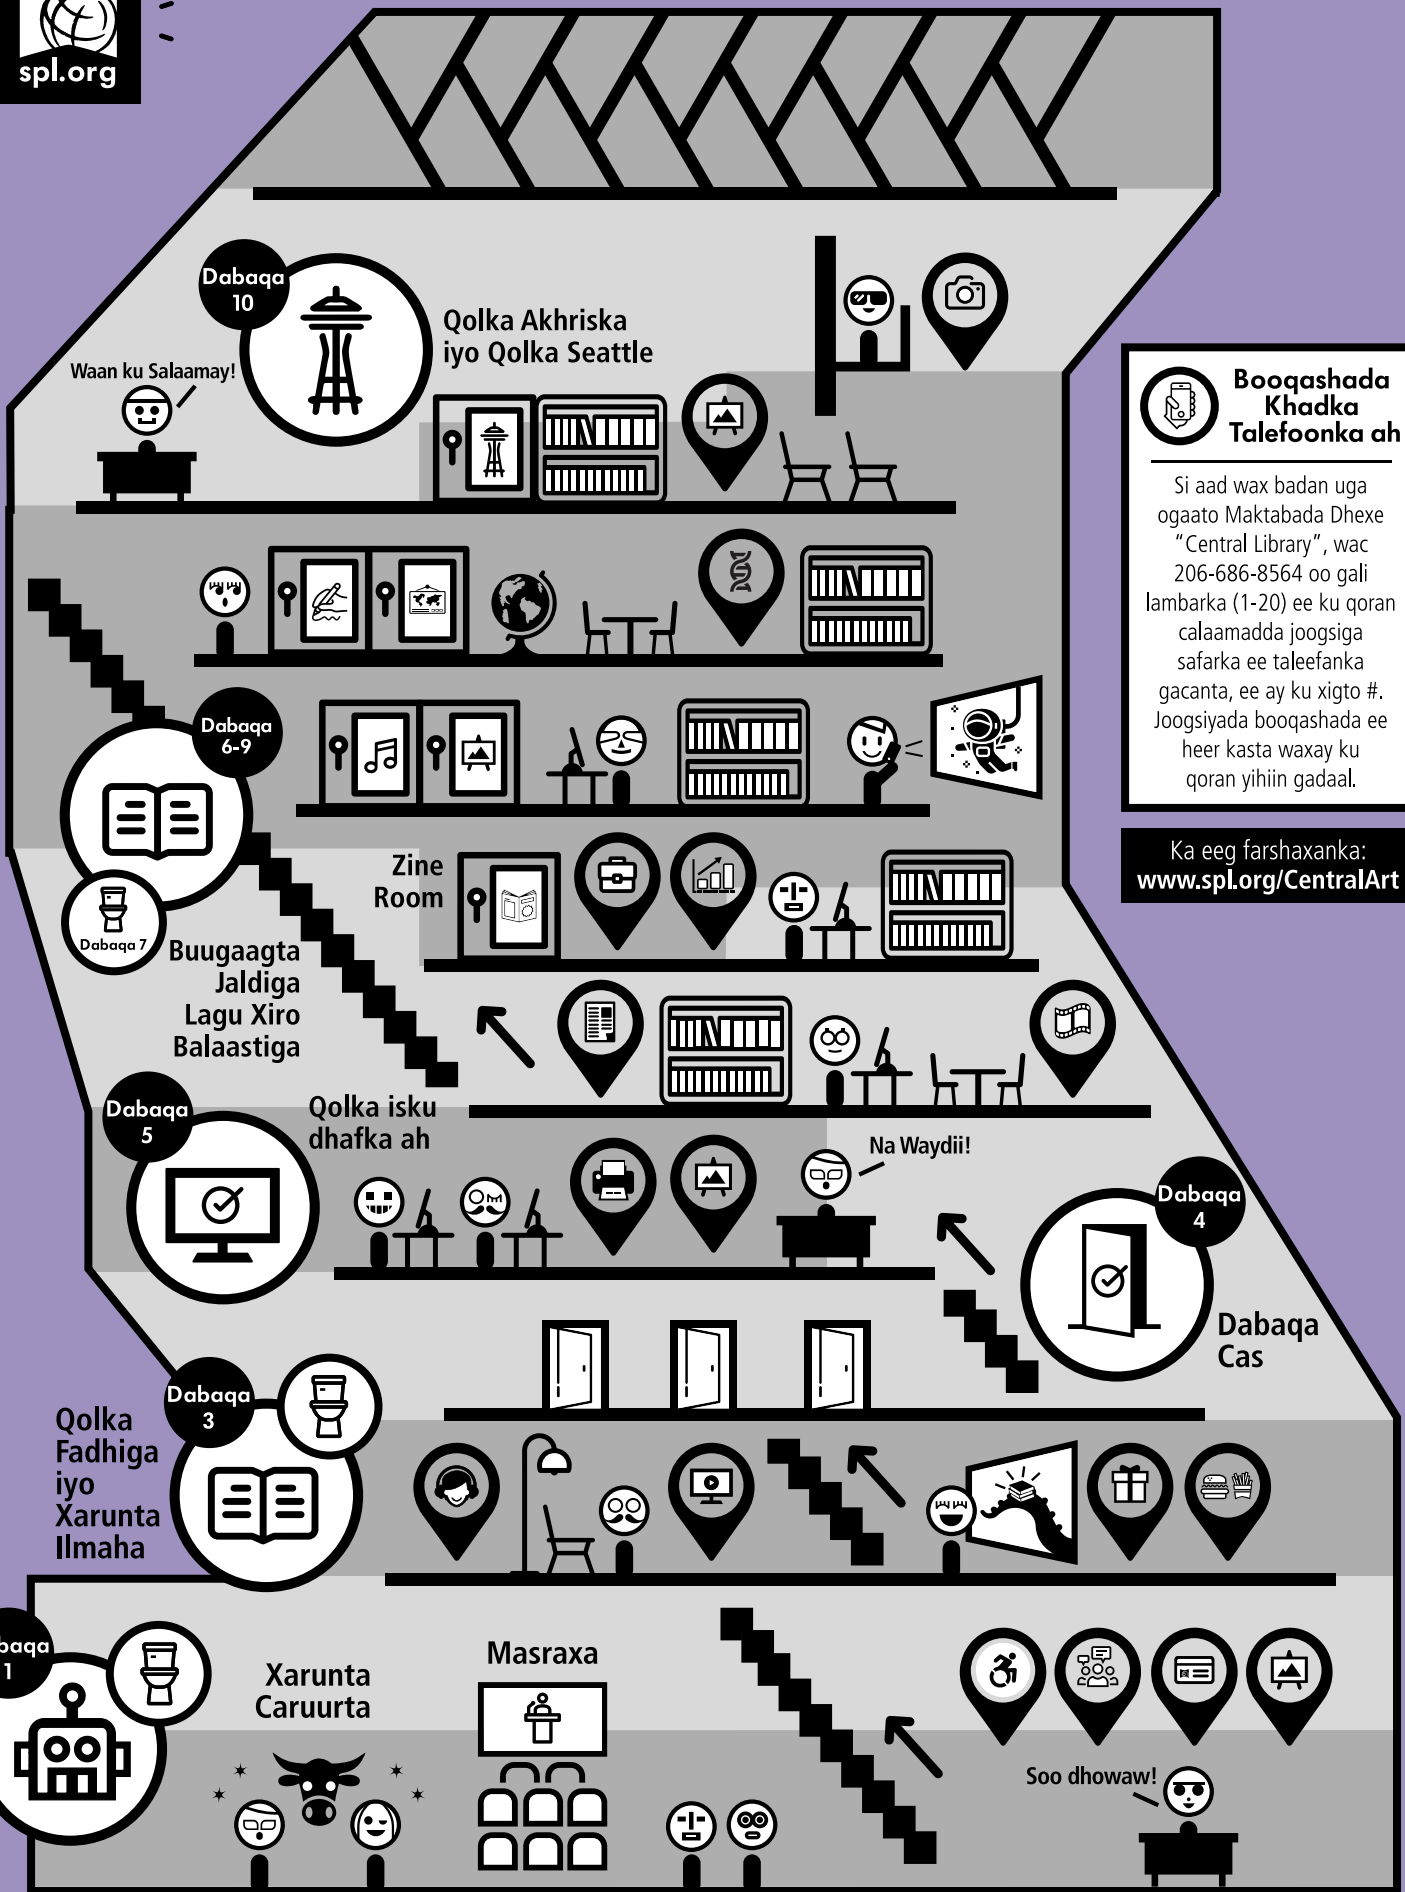 spl.org
Dabaqa
10
Qolka Akhriska
iyo Qolka Seattle
Waan ku Salaamay!
Booqashada
Khadka
Talefoonka ah
Si aad wax badan uga
ogaato Maktabada Dhexe
“Central Library”, wac
206-686-8564 oo gali
lambarka (1-20) ee ku qoran
calaamadda joogsiga
safarka ee taleefanka
gacanta, ee ay ku xigto #.
Joogsiyada booqashada ee
heer kasta waxay ku
qoran yihiin gadaal.
Ka eeg farshaxanka:
www.spl.org/CentralArt
Dabaqa
6-9
Zine
Room
Dabaqa 7
Buugaagta
Jaldiga
Lagu Xiro
Balaastiga
Dabaqa
5
Qolka isku
dhafka ah
Na Waydii!
Dabaqa
4
Dabaqa
Cas
Dabaqa
3
Qolka
Fadhiga
iyo
Xarunta
Ilmaha
1
Xarunta
Caruurta
Masraxa
Soo dhowaw!